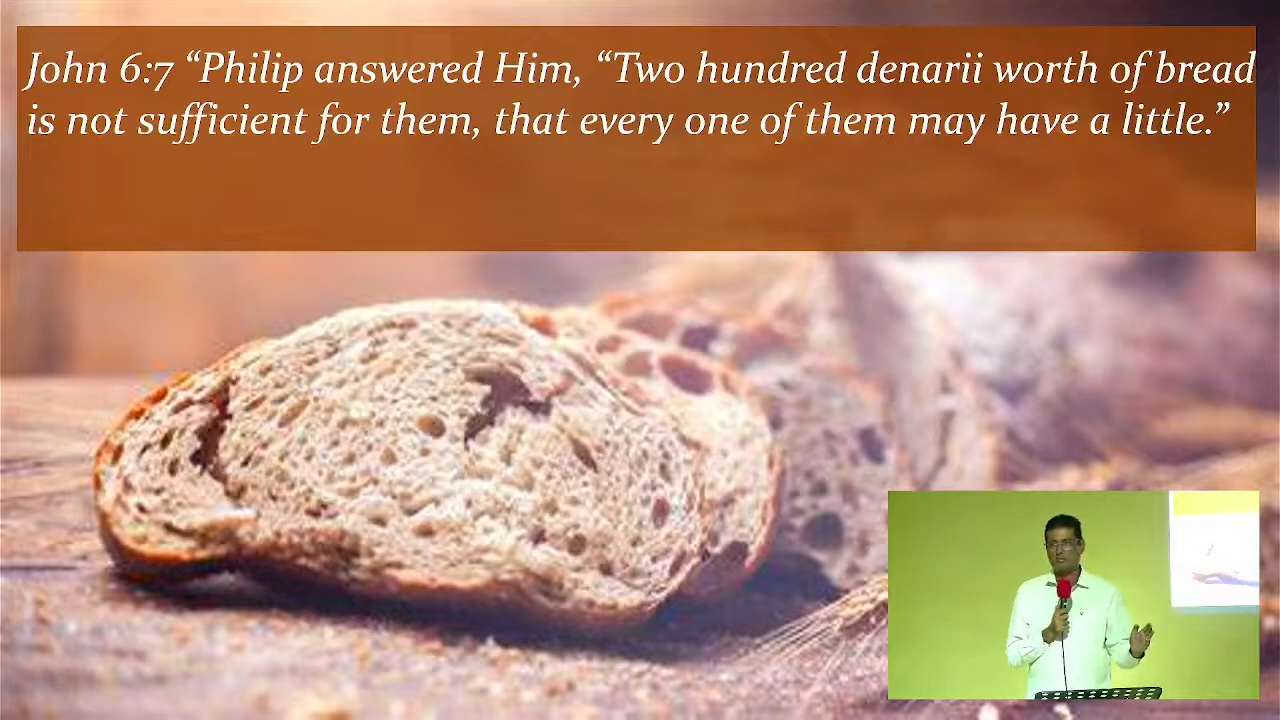 John 6:7 “Philip answered Him, “Two hundred denarii worth of bread
is not sufficient for them, that every one of them may have a little.”